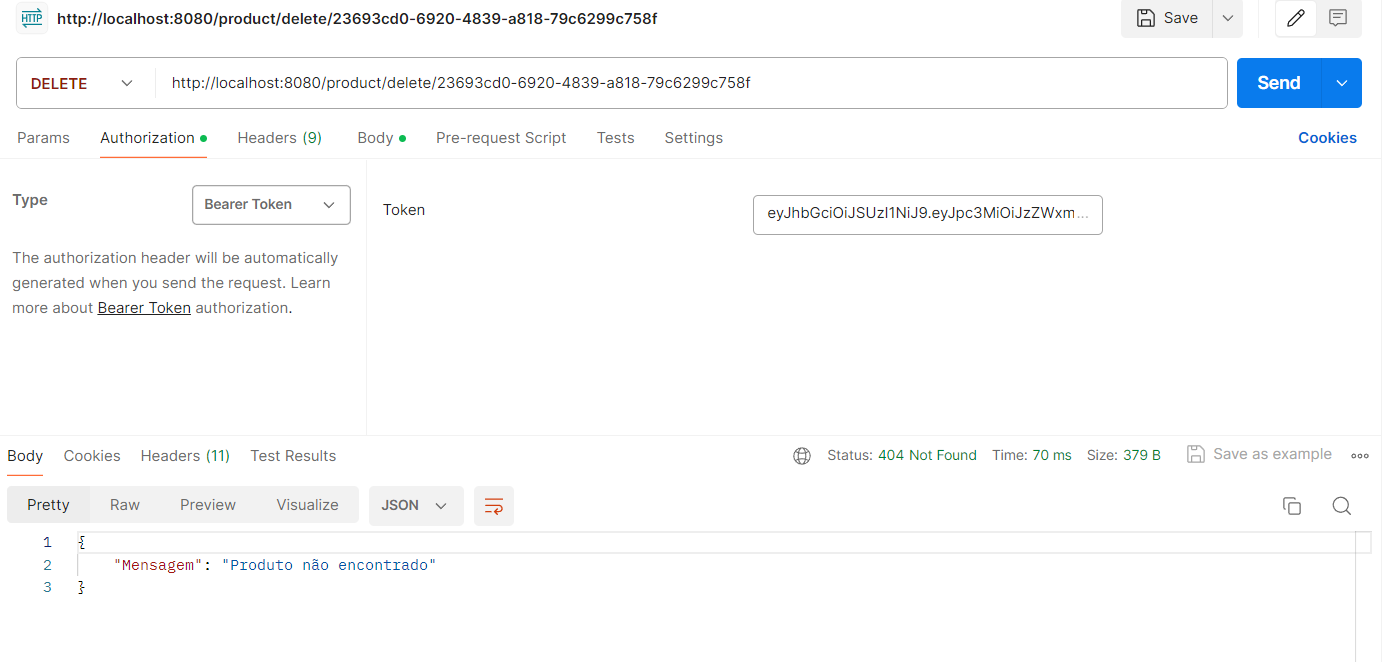 HTTP http://localhost:8080/product/delete/23693cd0-6920-4839-a818-79c6299c758f Save
DELETE http://localhost:8080/product/delete/23693cd0-6920-4839-a818-79c6299c758f Send
Params Authorization Headers (9) Body Pre-request Script Tests Settings Cookies
Type Bearer Token
Token eyJhbGciOiJSUzI1NiJ9.eyJpc3MiOiJzZWxm...
The authorization header will be automatically
generated when you send the request. Learn
more about Bearer Token authorization.
Body Cookies Headers (11) Test Results Status: 404 Not Found Time: 70 ms Size: 379 B Save as example
Pretty Raw Preview Visualize JSON
1 {
2 "Mensagem": "Produto não encontrado"
3 }